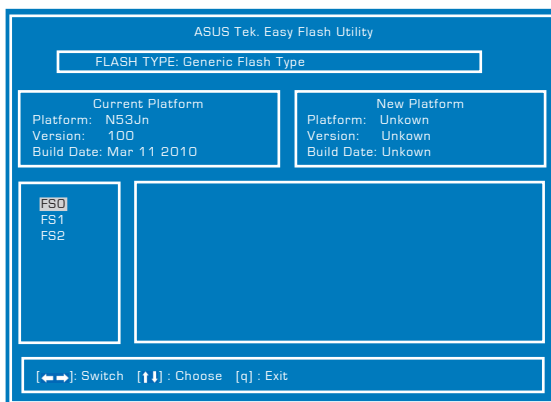 ASUS Tek. Easy Flash Utility
FLASH TYPE: Generic Flash Type
Current Platform
Platform: N53Jn
Version: 100
Build Date: Mar 11 2010
New Platform
Platform: Unkown
Version: Unkown
Build Date: Unkown
FS0
FS1
FS2
[←→]: Switch [↑↓] : Choose [q] : Exit